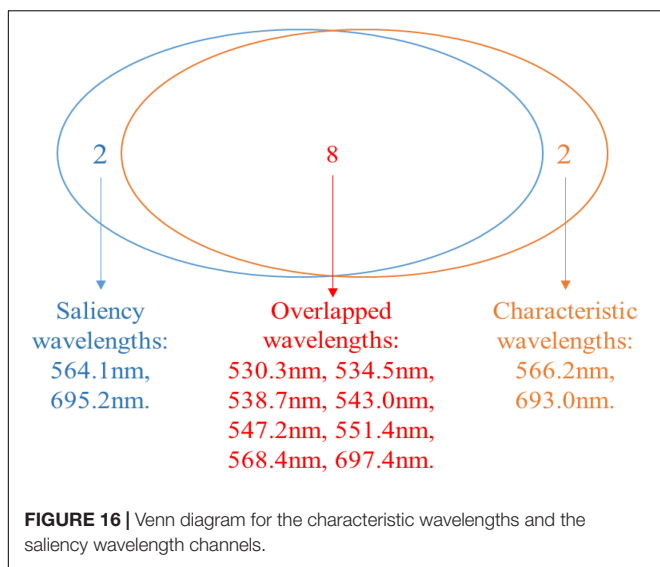 2
8
2
Saliency
wavelengths:
564.1nm,
695.2nm.
Overlapped
wavelengths:
530.3nm, 534.5nm,
538.7nm, 543.0nm,
547.2nm, 551.4nm,
568.4nm, 697.4nm.
Characteristic
wavelengths:
566.2nm,
693.0nm.
FIGURE 16 | Venn diagram for the characteristic wavelengths and the
saliency wavelength channels.